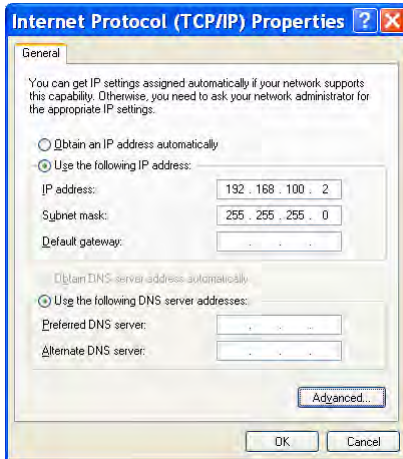 Internet Protocol (TCP/IP) Properties
General
You can get IP settings assigned automatically if your network supports
this capability. Otherwise, you need to ask your network administrator for
the appropriate IP settings.
Obtain an IP address automatically
Use the following IP address:
IP address: 192 . 168 . 100 . 2
Subnet mask: 255 . 255 . 255 . 0
Default gateway: . . .
Obtain DNS server address automatically
Use the following DNS server addresses:
Preferred DNS server: . . .
Alternate DNS server: . . .
Advanced...
OK Cancel